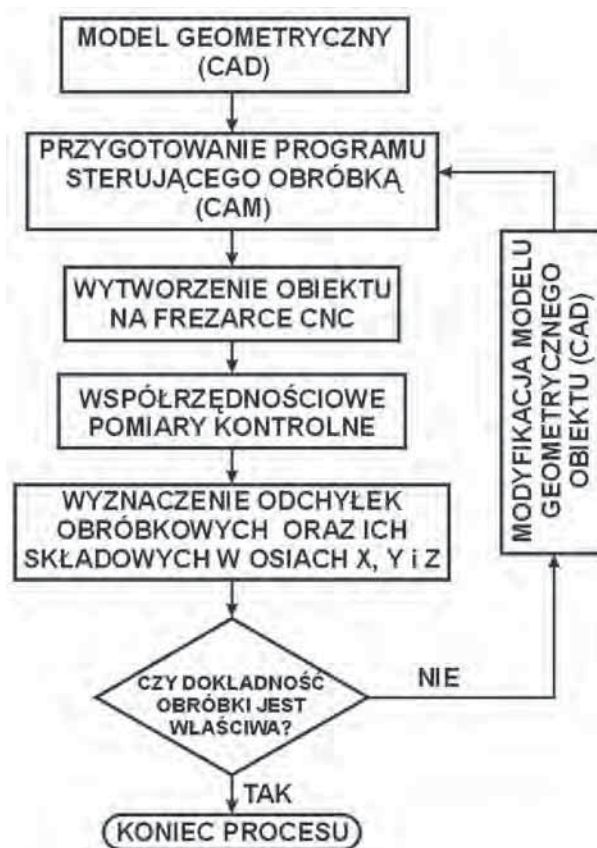 MODEL GEOMETRYCZNY
(CAD)
PRZYGOTOWANIE PROGRAMU
STERUJĄCEGO OBRÓBKĄ
(CAM)
WYTWORZENIE OBIEKTU
NA FREZARCE CNC
WSPÓŁRZĘDNOŚCIOWE
POMIARY KONTROLNE
WYZNACZENIE ODCHYŁEK
OBRÓBKOWYCH ORAZ ICH
SKŁADOWYCH W OSIACH X, Y i Z
CZY DOKŁADNOŚĆ
OBRÓBKI JEST
WŁAŚCIWA?
NIE
MODYFIKACJA MODELU
GEOMETRYCZNEGO
OBIEKTU (CAD)
TAK
KONIEC PROCESU